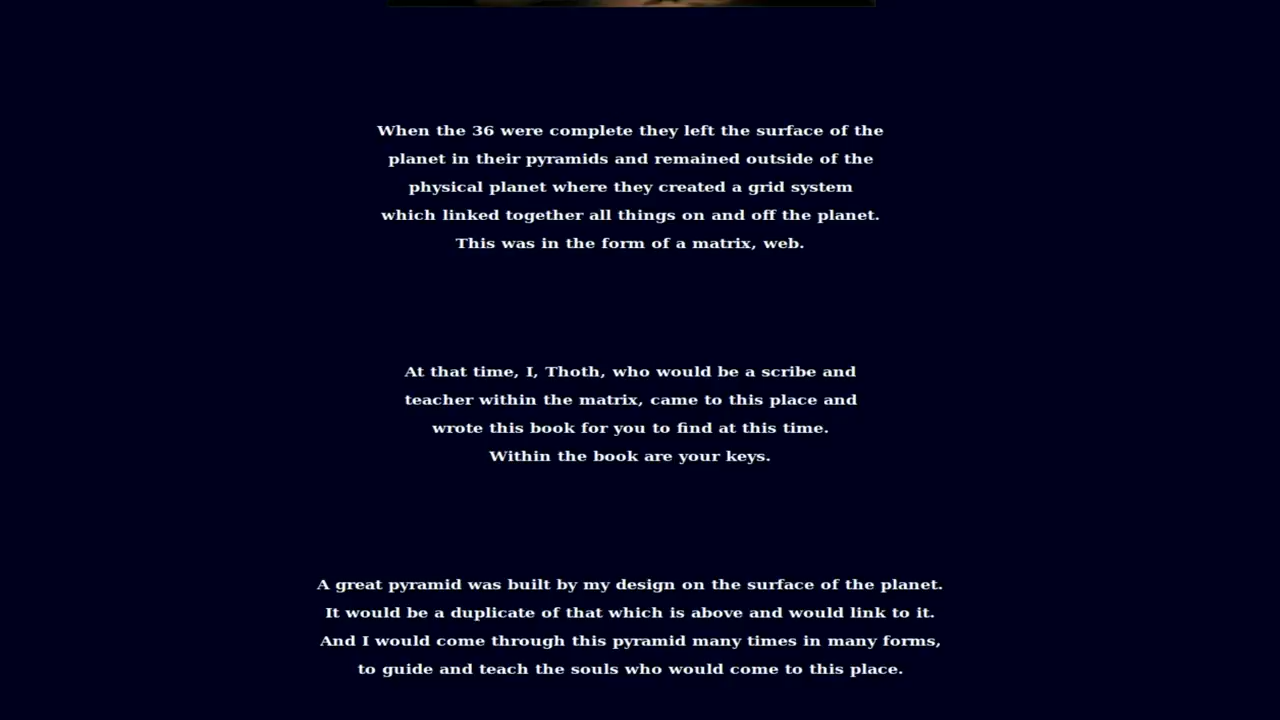 When the 36 were complete they left the surface of the
planet in their pyramids and remained outside of the
physical planet where they created a grid system
which linked together all things on and off the planet.
This was in the form of a matrix, web.
At that time, I, Thoth, who would be a scribe and
teacher within the matrix, came to this place and
wrote this book for you to find at this time.
Within the book are your keys.
A great pyramid was built by my design on the surface of the planet.
It would be a duplicate of that which is above and would link to it.
And I would come through this pyramid many times in many forms,
to guide and teach the souls who would come to this place.